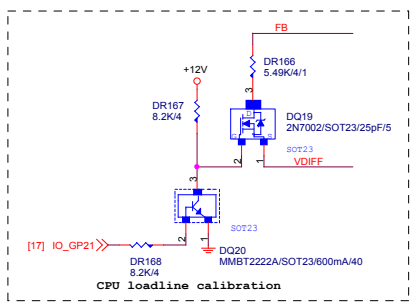 FB
DR166
5.49K/4/1
+12V
3
DR167
8.2K/4
D
G
S
DQ19
2N7002/SOT23/25pF/5
2
1
SOT23
VDIFF
3
SOT23
[17] IO_GP21
2
1
DR168
8.2K/4
DQ20
MMBT2222A/SOT23/600mA/40
CPU loadline calibration